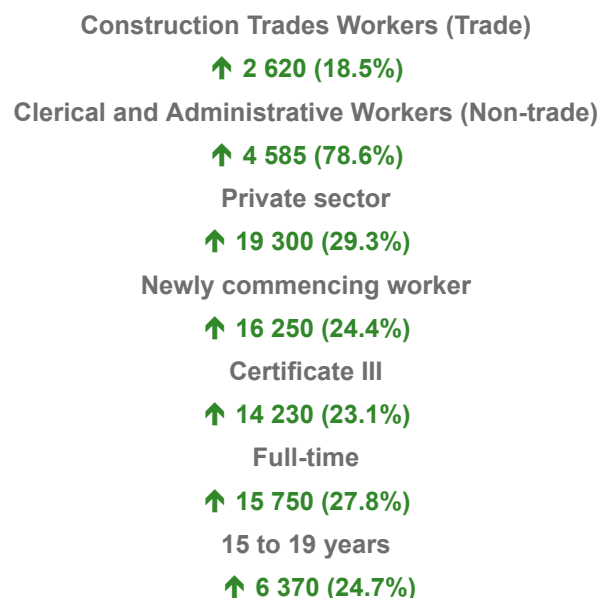 Construction Trades Workers (Trade)
↑ 2 620 (18.5%)
Clerical and Administrative Workers (Non-trade)
↑ 4 585 (78.6%)
Private sector
↑ 19 300 (29.3%)
Newly commencing worker
↑ 16 250 (24.4%)
Certificate III
↑ 14 230 (23.1%)
Full-time
↑ 15 750 (27.8%)
15 to 19 years
↑ 6 370 (24.7%)